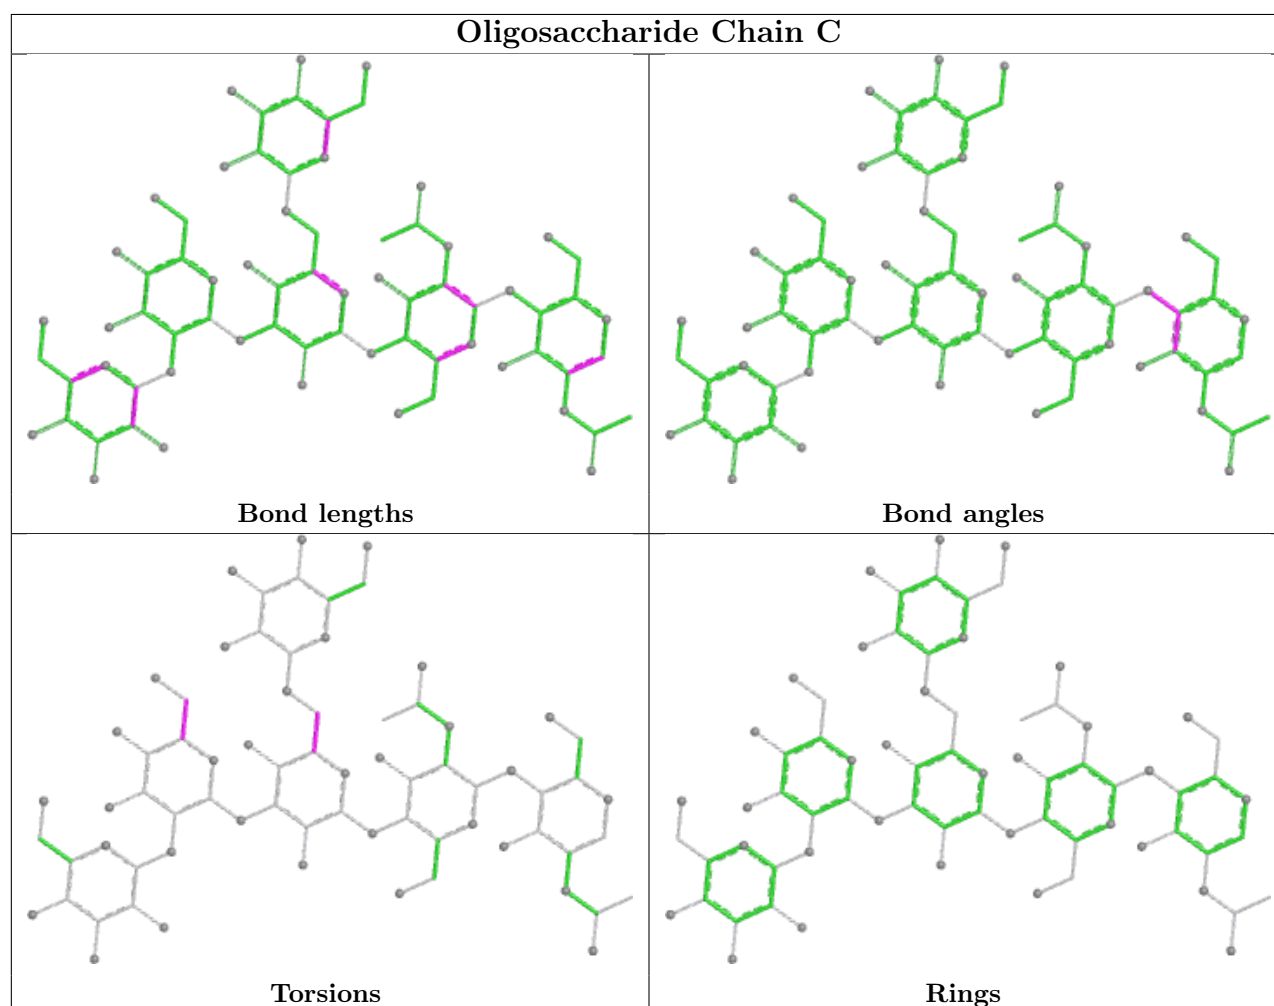 Oligosaccharide Chain C
Bond lengths
Bond angles
Torsions
Rings